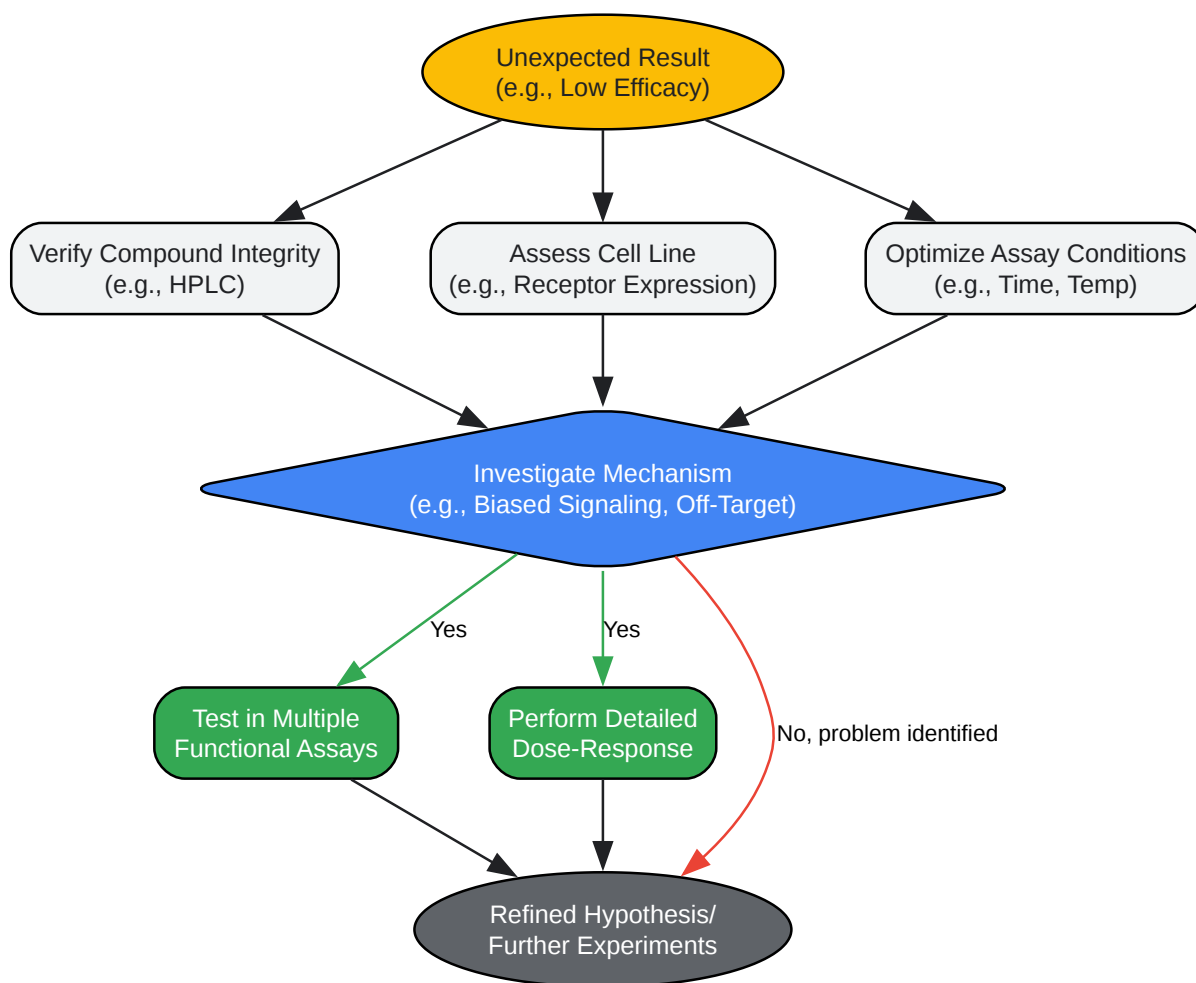 Unexpected Result
(e.g., Low Efficacy)
Verify Compound Integrity
(e.g., HPLC)
Assess Cell Line
(e.g., Receptor Expression)
Optimize Assay Conditions
(e.g., Time, Temp)
Investigate Mechanism
(e.g., Biased Signaling, Off-Target)
Yes
Yes
Test in Multiple
Functional Assays
Perform Detailed
Dose-Response
No, problem identified
Refined Hypothesis/
Further Experiments